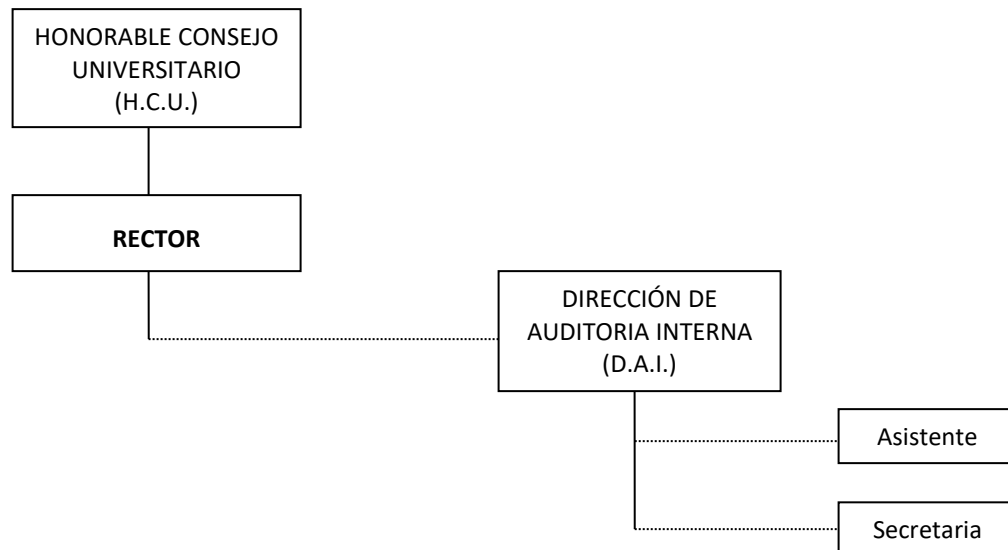 HONORABLE CONSEJO
UNIVERSITARIO
(H.C.U.)
RECTOR
DIRECCIÓN DE
AUDITORIA INTERNA
(D.A.I.)
Asistente
Secretaria